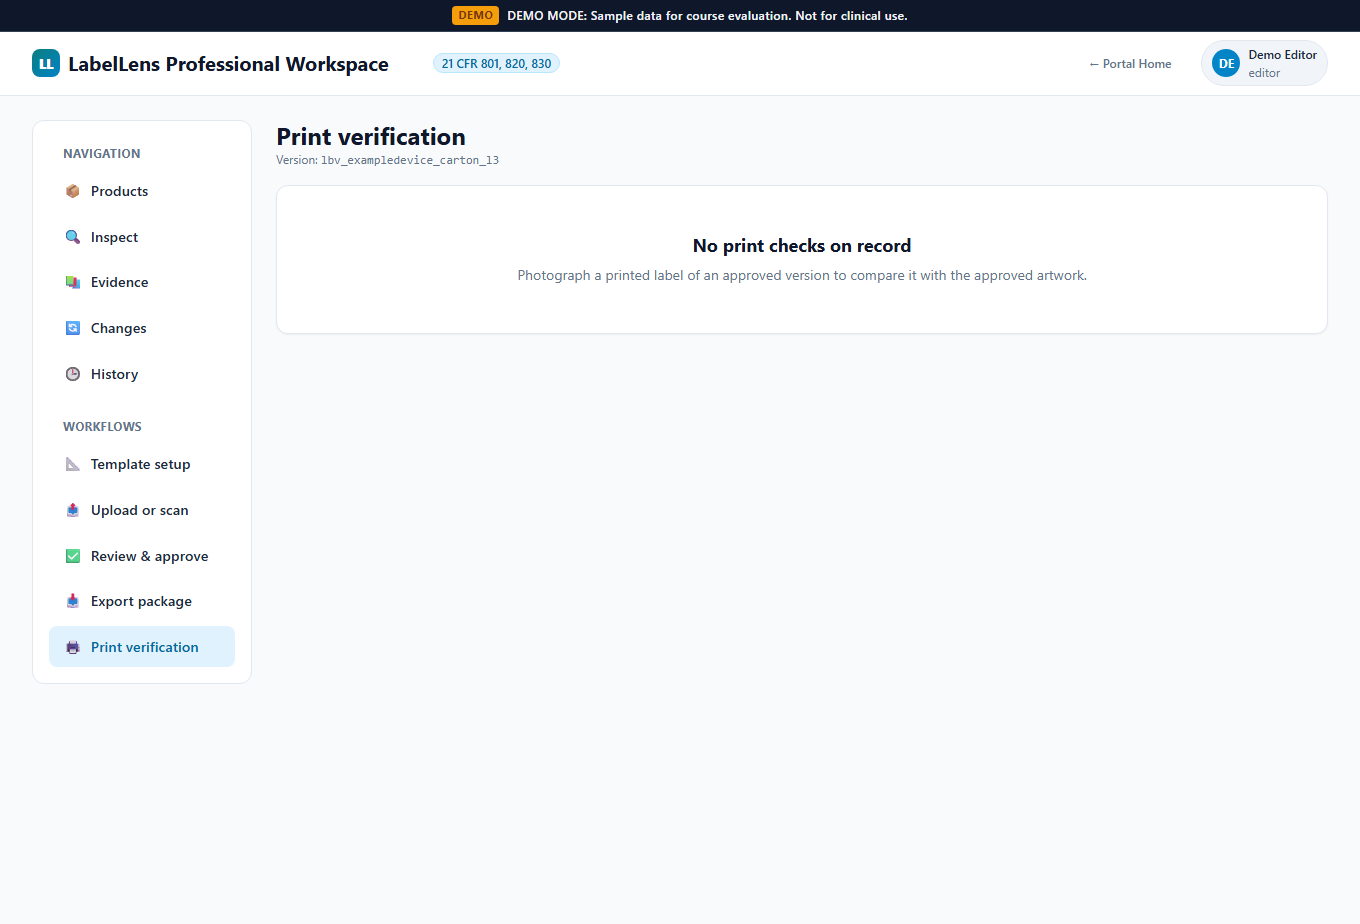 DEMO DEMO MODE: Sample data for course evaluation. Not for clinical use.
LL LabelLens Professional Workspace
21 CFR 801, 820, 830
← Portal Home
DE
Demo Editor
editor
NAVIGATION
Products
Inspect
Evidence
Changes
History
WORKFLOWS
Template setup
Upload or scan
Review & approve
Export package
Print verification
Print verification
Version: lbv_exampledevice_carton_l3
No print checks on record
Photograph a printed label of an approved version to compare it with the approved artwork.